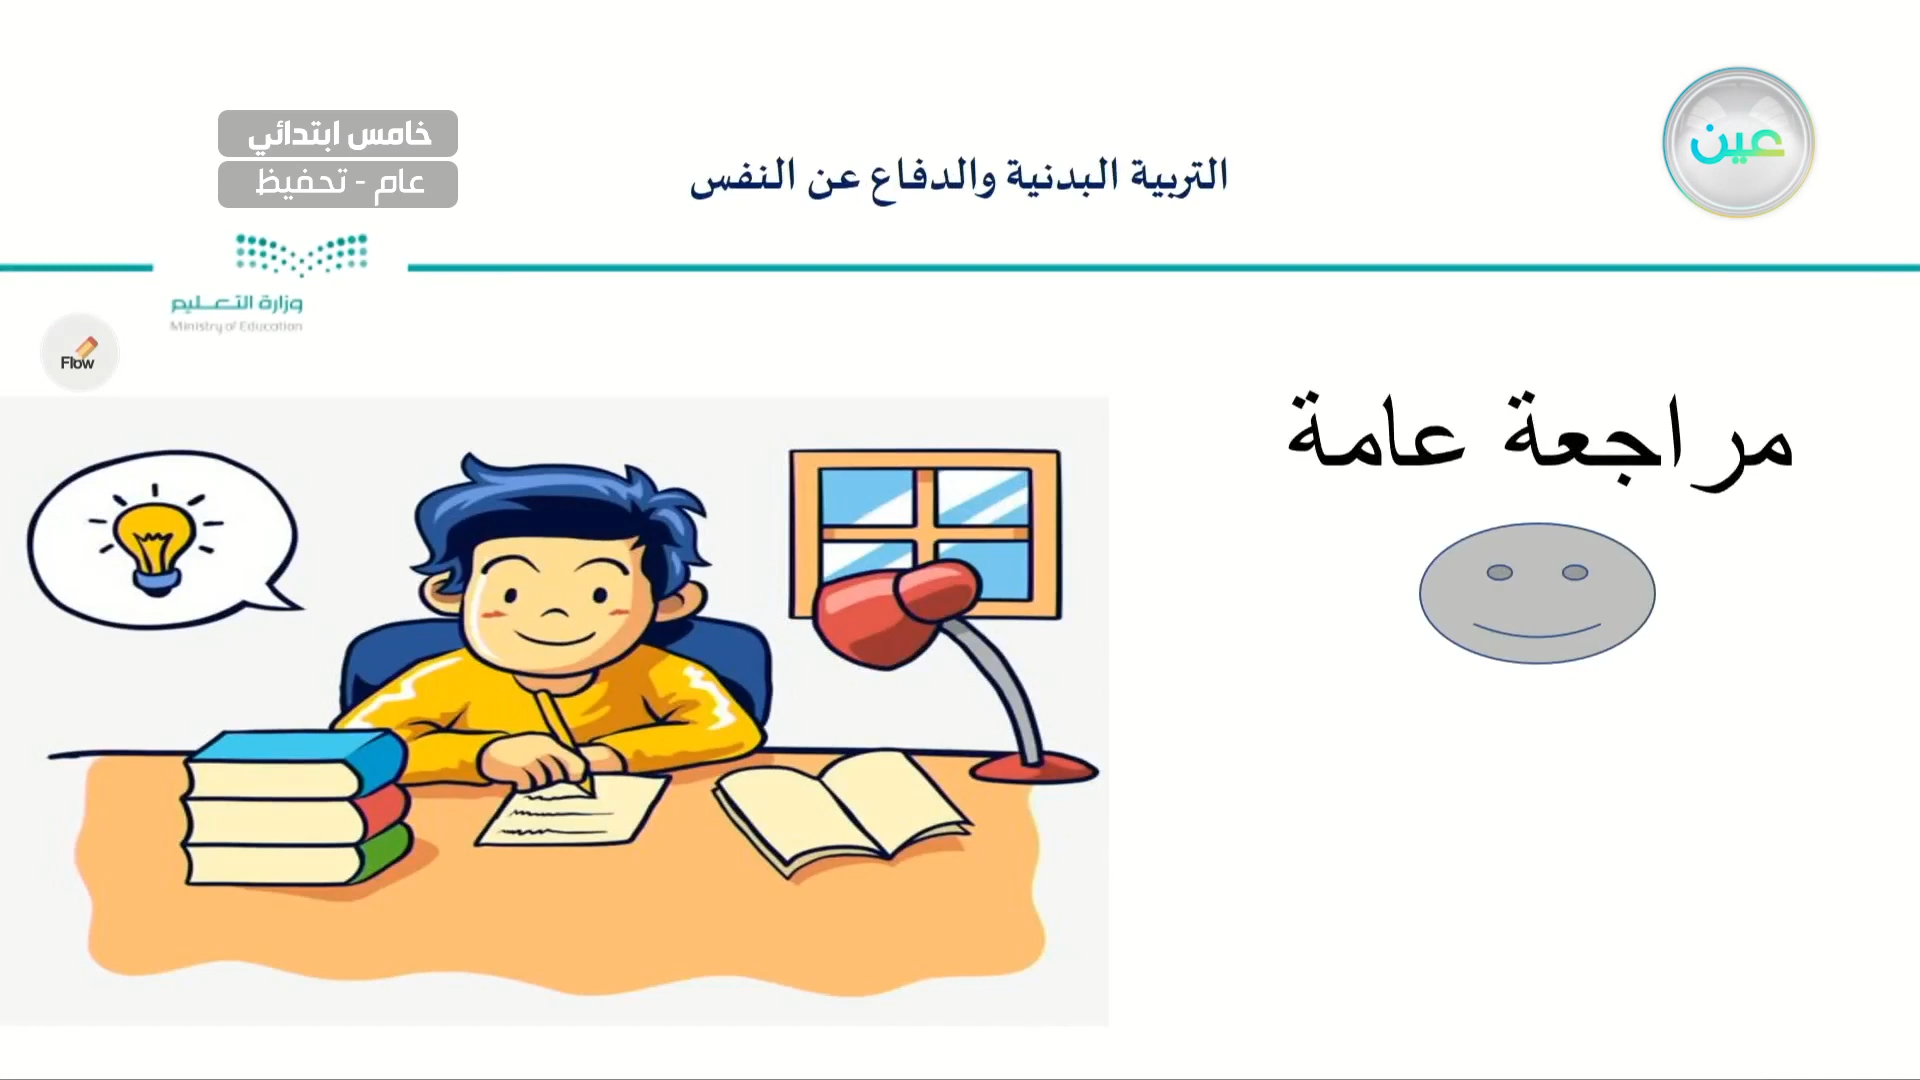 خامس ابتدائي
عام - تحفيظ
التربية البدنية والدفاع عن النفس
عين
وزارة التعليم
Ministry of Education
Flow
مراجعة عامة